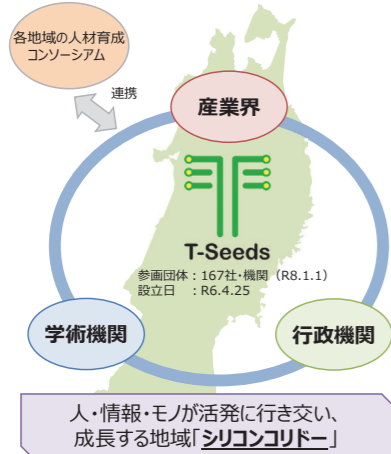 各地域の人材育成
コンソーシアム
連携
産業界
T-Seeds
参画団体：167社･機関（R8.1.1）
設立日　：R6.4.25
学術機関
行政機関
人･情報･モノが活発に行き交い、
成長する地域｢シリコンコリドー｣